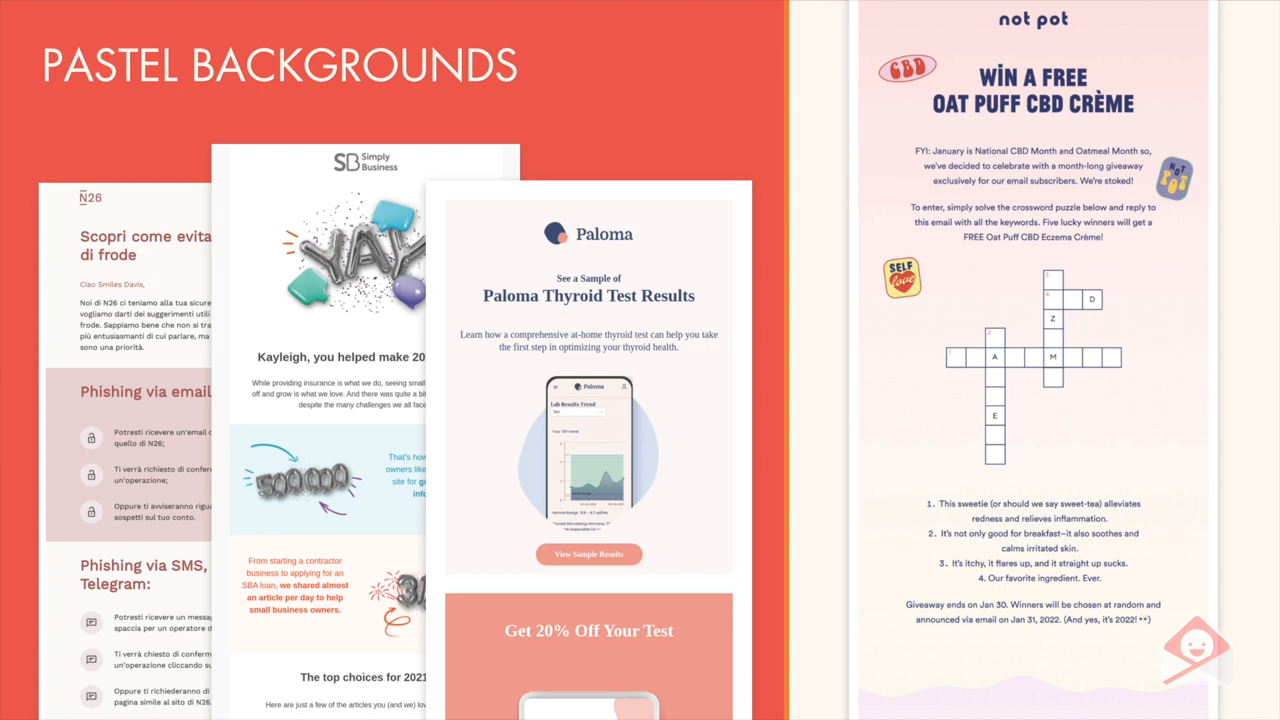 PASTEL BACKGROUNDS
N26
Scopri come evita
di frode
Ciao Smiles Davis,
Noi di N26 ci teniamo alla tua sicure
vogliamo darti dei suggerimenti utili
frode. Sappiamo bene che non si tra
più entusiasmanti di cui parlare, ma
sono una priorità.
Phishing via email
Potresti ricevere un'email
quello di N26;
Ti verrà richiesto di confer
un'operazione;
Oppure ti avviseranno rigua
sospetti sul tuo conto.
Phishing via SMS,
Telegram:
Potresti ricevere un messag
spaccia per un operatore d
Ti verrà chiesto di conferm
un'operazione cliccando su
Oppure ti richiederanno di
pagina simile al sito di N26.
SB Simply
Business
YAY
Kayleigh, you helped make 20
While providing insurance is what we do, seeing small
off and grow is what we love. And there was quite a bit
despite the many challenges we all face
500000
That's how
owners like
site for g
info
From starting a contractor
business to applying for an
SBA loan, we shared almost
an article per day to help
small business owners.
The top choices for 2021
Here are just a few of the articles you (and we) lov
Paloma
See a Sample of
Paloma Thyroid Test Results
Learn how a comprehensive at-home thyroid test can help you take
the first step in optimizing your thyroid health.
Paloma
Lab Results Trend
Your TSH trend
View Sample Results
Get 20% Off Your Test
not pot
CBD
WIN A FREE
OAT PUFF CBD CRÈME
FYI: January is National CBD Month and Oatmeal Month so,
we've decided to celebrate with a month-long giveaway
exclusively for our email subscribers. We're stoked!
NOT
POT
To enter, simply solve the crossword puzzle below and reply to
this email with all the keywords. Five lucky winners will get a
FREE Oat Puff CBD Eczema Crème!
SELF
love
3
4 D
Z
2
1 A M
E
1. This sweetie (or should we say sweet-tea) alleviates
redness and relieves inflammation.
2. It's not only good for breakfast—it also soothes and
calms irritated skin.
3. It's itchy, it flares up, and it straight up sucks.
4. Our favorite ingredient. Ever.
Giveaway ends on Jan 30. Winners will be chosen at random and
announced via email on Jan 31, 2022. (And yes, it's 2022! 👀)